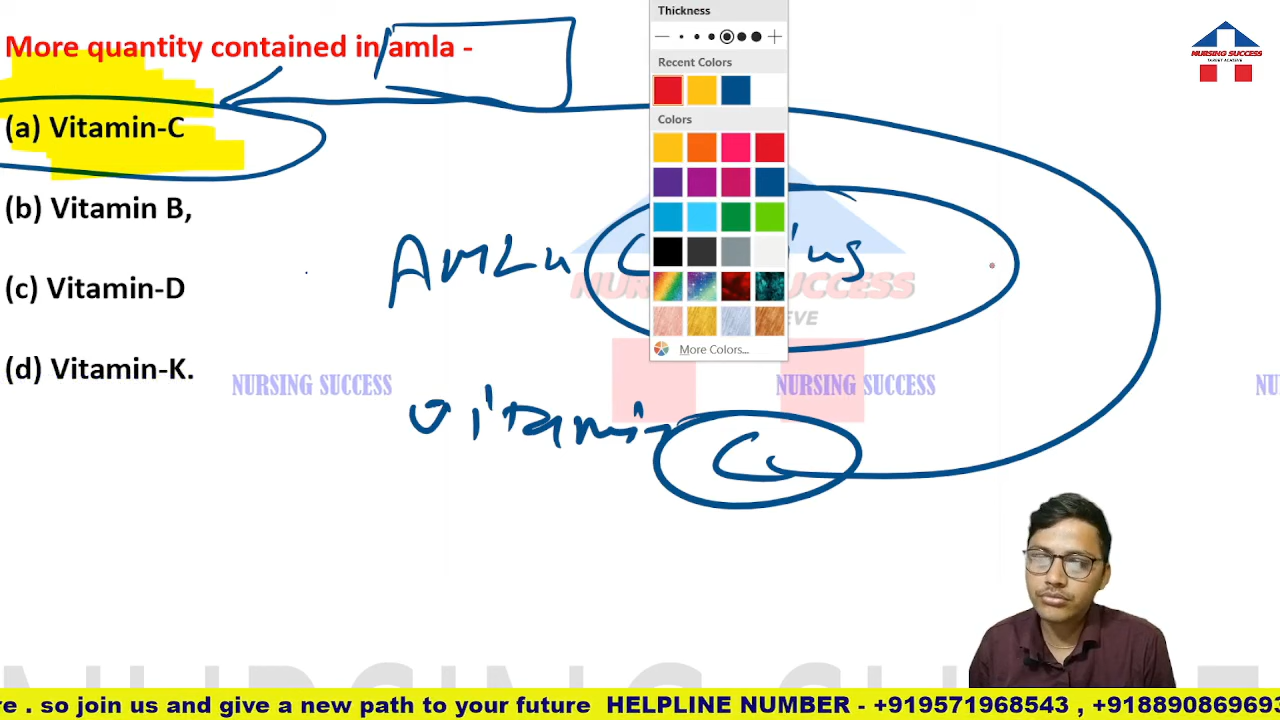 More quantity contained in amla -
(a) Vitamin-C
(b) Vitamin B,
(c) Vitamin-D
(d) Vitamin-K.
Thickness
Recent Colors
Colors
More Colors...
NURSING SUCCESS
TARGET ACHIEVE
AMLa
Vitamin C
NURSING SUCCESS
NURSING SUCCESS
re . so join us and give a new path to your future HELPLINE NUMBER - +919571968543 , +91889086969